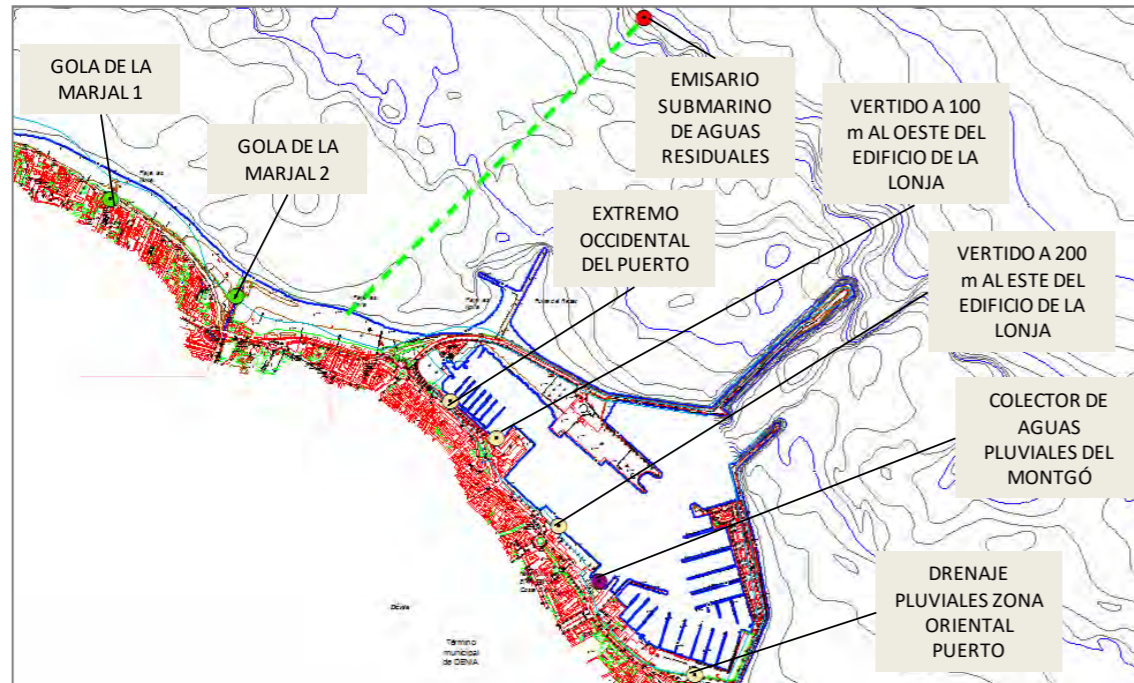 GOLA DE LA
MARJAL 1
GOLA DE LA
MARJAL 2
EMISARIO
SUBMARINO
DE AGUAS
RESIDUALES
VERTIDO A 100
m AL OESTE DEL
EDIFICIO DE LA
LONJA
EXTREMO
OCCIDENTAL
DEL PUERTO
VERTIDO A 200
m AL ESTE DEL
EDIFICIO DE LA
LONJA
COLECTOR DE
AGUAS
PLUVIALES DEL
MONTGÓ
DRENAJE
PLUVIALES ZONA
ORIENTAL
PUERTO
Dénia
Término
municipal
de DENIA